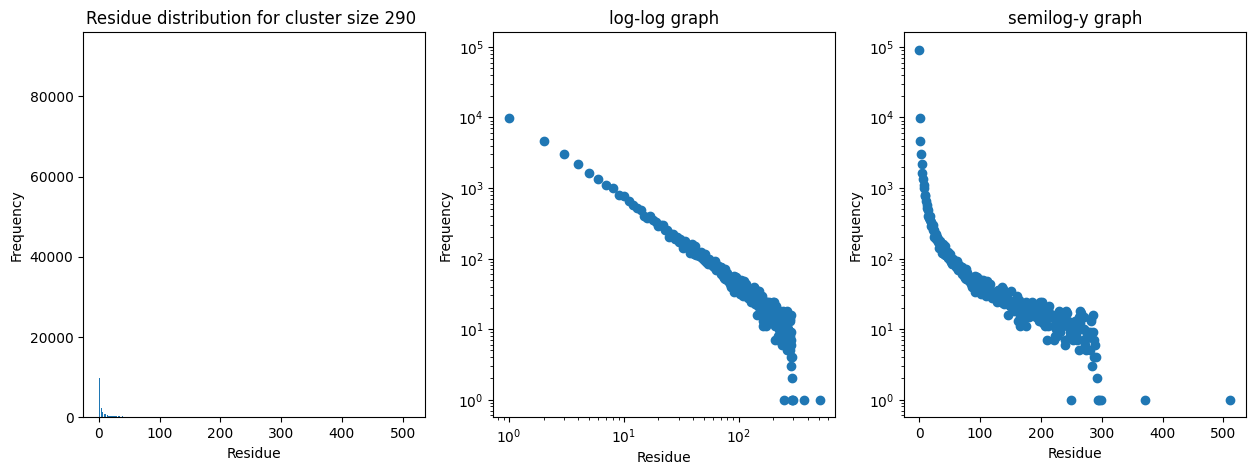 Residue distribution for cluster size 290
Frequency
80000
60000
40000
20000
0
0 100 200 300 400 500
Residue
log-log graph
Frequency
10^5
10^4
10^3
10^2
10^1
10^0
10^0 10^1 10^2
Residue
semilog-y graph
Frequency
10^5
10^4
10^3
10^2
10^1
10^0
0 100 200 300 400 500
Residue